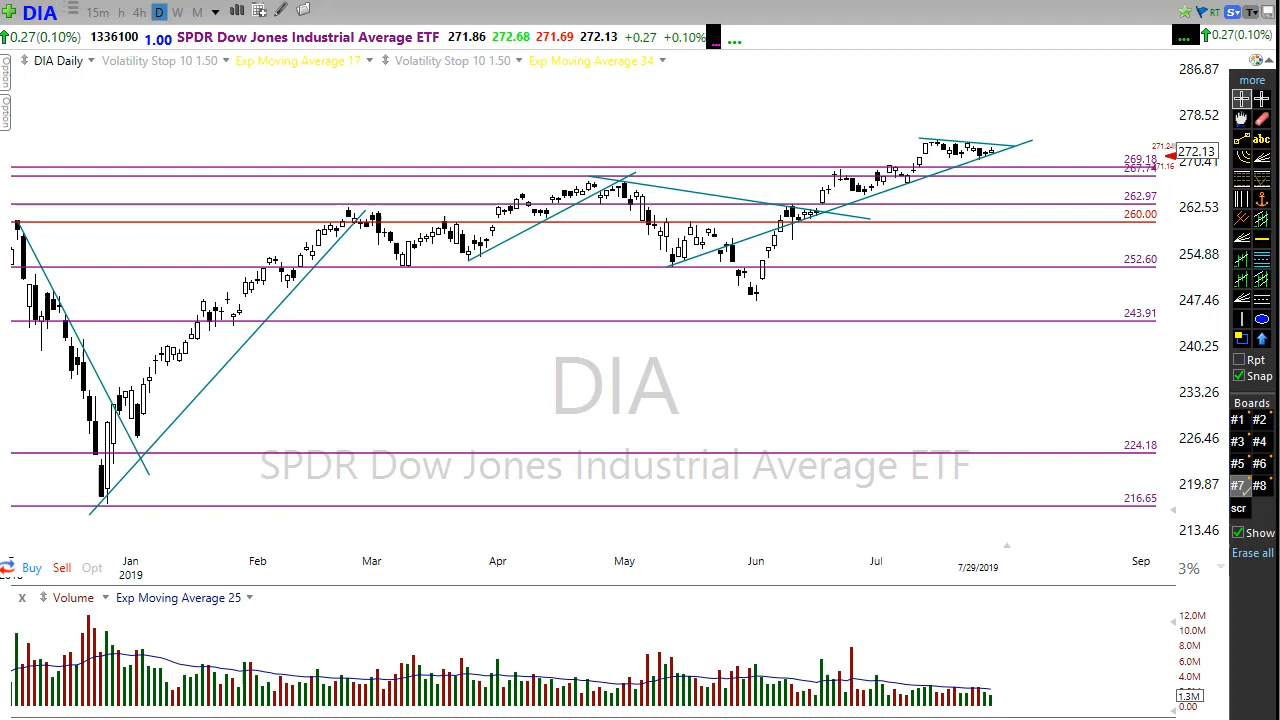 DIA 15m h 4h D W M RT S T
0.27(0.10%) 1336100 1.00 SPDR Dow Jones Industrial Average ETF 271.86 272.68 271.69 272.13 +0.27 +0.10% ... ... 0.27(0.10%)
Option
Option
DIA Daily Volatility Stop 10 1.50 Exp Moving Average 17 Volatility Stop 10 1.50 Exp Moving Average 34
286.87
278.52
272.13
270.41
262.53
254.88
247.46
240.25
233.26
226.46
219.87
213.46
269.18
267.74
262.97
260.00
252.60
243.91
224.18
216.65
DIA
SPDR Dow Jones Industrial Average ETF
Jan Feb Mar Apr May Jun Jul Sep
2019 7/29/2019
Buy Sell Opt 3%
X Volume Exp Moving Average 25
12.0M
10.0M
8.0M
6.0M
4.0M
1.3M
0.00
more
abc
Rpt
Snap
Boards
#1 #2
#3 #4
#5 #6
#7 #8
scr
Show
Erase all